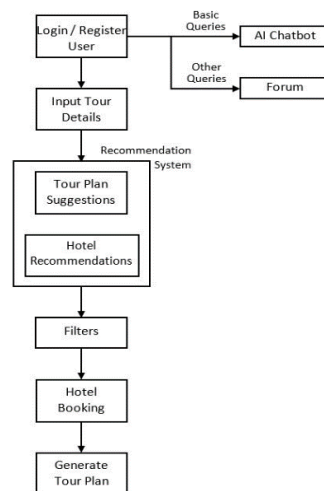 Basic
Queries
Login / Register
User
AI Chatbot
Other
Queries
Forum
Input Tour
Details
Recommendation
System
Tour Plan
Suggestions
Hotel
Recommendations
Filters
Hotel
Booking
Generate
Tour Plan